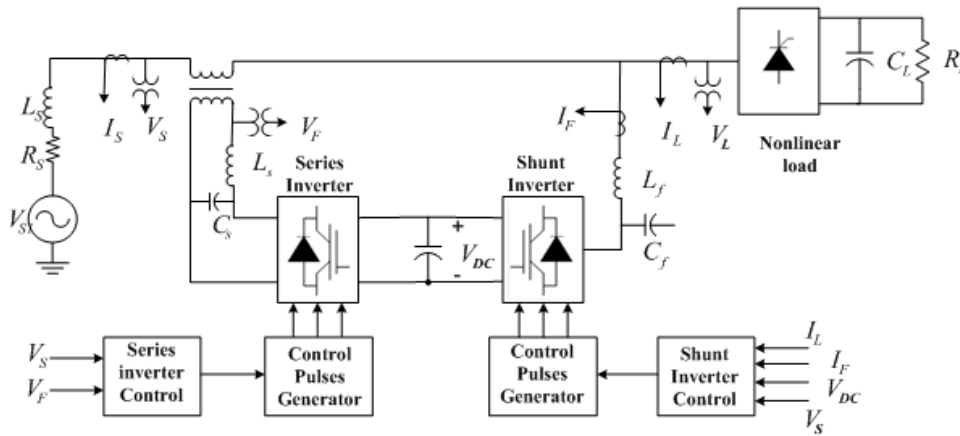 L_S
R_S
V_S
I_S
V_S
V_F
L_s
C_s
Series
Inverter
+
V_DC
-
Shunt
Inverter
I_F
L_f
C_f
I_L
V_L
Nonlinear
load
C_L
V_S
V_F
Series
inverter
Control
Control
Pulses
Generator
Control
Pulses
Generator
Shunt
Inverter
Control
I_L
I_F
V_DC
V_S